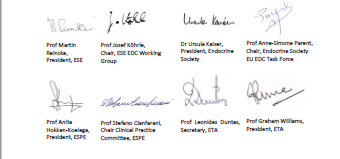 Prof Martin Reincke, President, ESE
Prof Josef Köhrle, Chair, ESE EDC Working Group
Dr Ursula Kaiser, President, Endocrine Society
Prof Anne-Simone Parent, Chair, Endocrine Society EU EDC Task Force
Prof Anita Hokken-Koelega, President, ESPE
Prof Stefano Cianfarani, Chair Clinical Practice Committee, ESPE
Prof Leonidas Duntas, Secretary, ETA
Prof Graham Williams, President, ETA